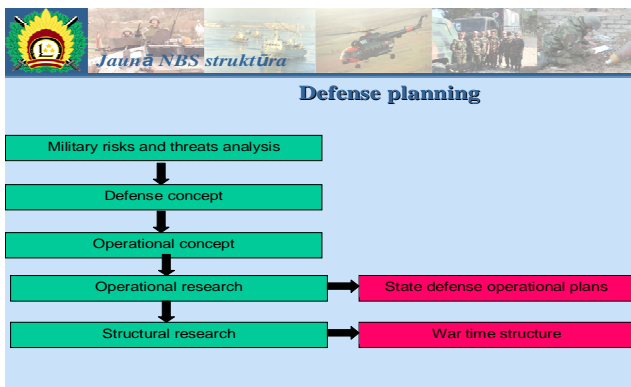 Jaunā NBS struktūra
Defense planning
Military risks and threats analysis
Defense concept
Operational concept
Operational research
State defense operational plans
Structural research
War time structure